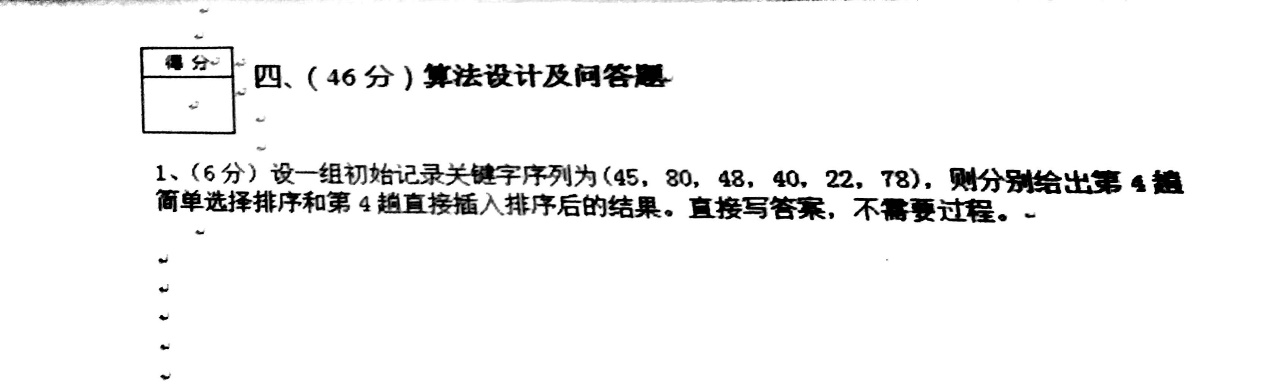 得 分
四、( 46 分 ) 算法设计及问答题
1、（6 分）设一组初始记录关键字序列为(45, 80, 48, 40, 22, 78)，则分别给出第 4 趟
简单选择排序和第 4 趟直接插入排序后的结果。直接写答案，不需要过程。